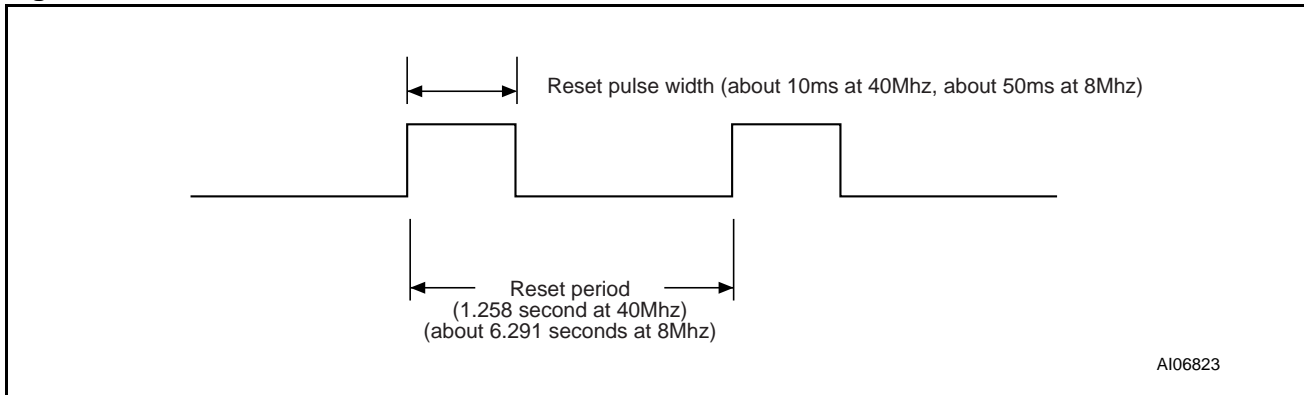 Reset pulse width (about 10ms at 40Mhz, about 50ms at 8Mhz)
Reset period
(1.258 second at 40Mhz)
(about 6.291 seconds at 8Mhz)
AI06823